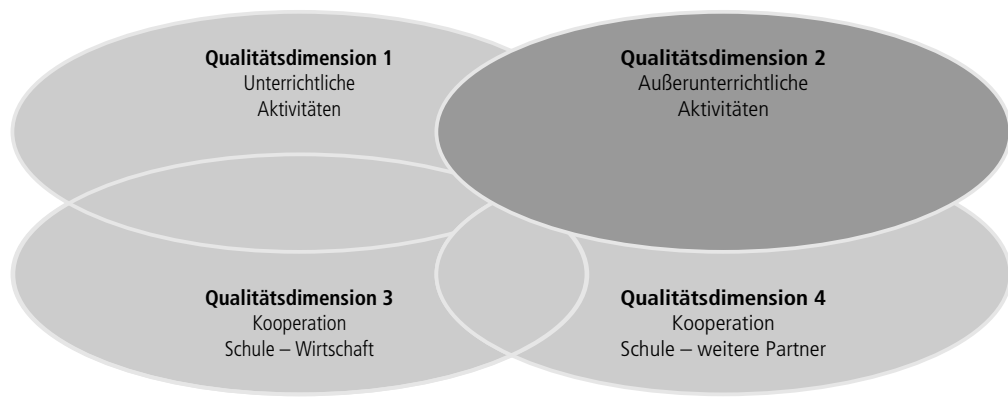 Qualitätsdimension 1
Unterrichtliche
Aktivitäten
Qualitätsdimension 2
Außerunterrichtliche
Aktivitäten
Qualitätsdimension 3
Kooperation
Schule – Wirtschaft
Qualitätsdimension 4
Kooperation
Schule – weitere Partner